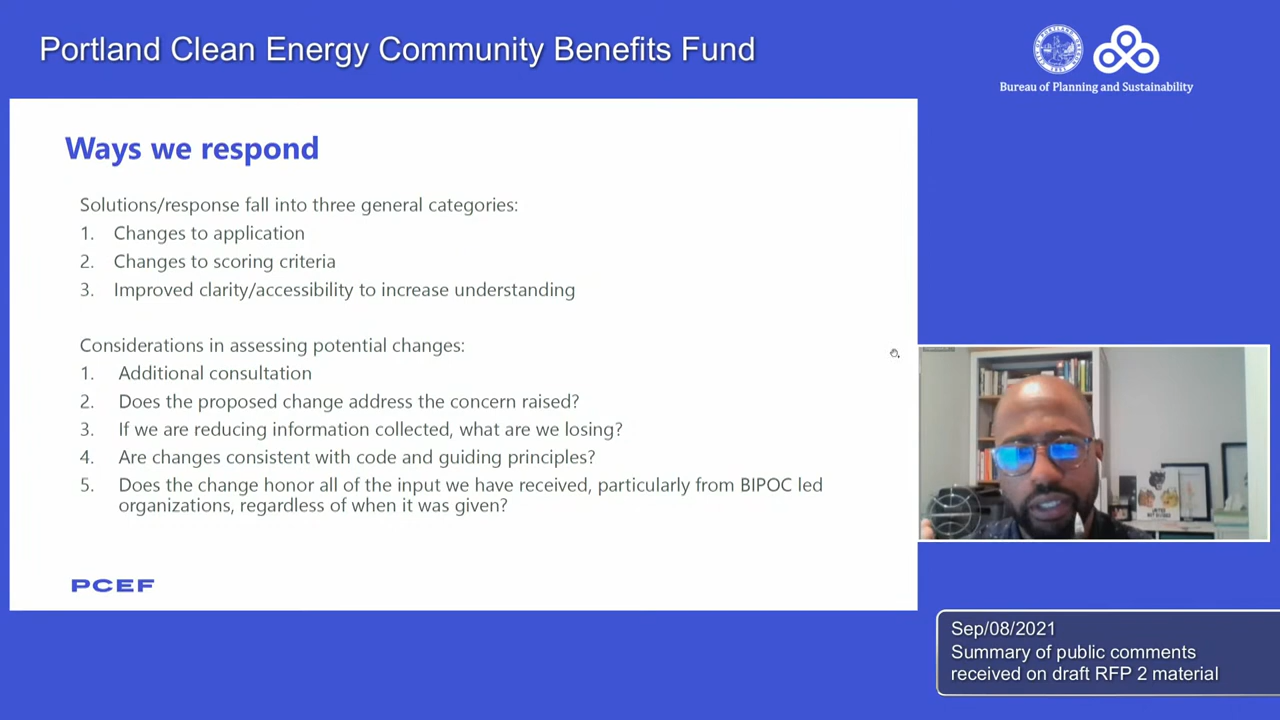 Portland Clean Energy Community Benefits Fund
Bureau of Planning and Sustainability
Ways we respond
Solutions/response fall into three general categories:
1. Changes to application
2. Changes to scoring criteria
3. Improved clarity/accessibility to increase understanding
Considerations in assessing potential changes:
1. Additional consultation
2. Does the proposed change address the concern raised?
3. If we are reducing information collected, what are we losing?
4. Are changes consistent with code and guiding principles?
5. Does the change honor all of the input we have received, particularly from BIPOC led
organizations, regardless of when it was given?
PCEF
Sep/08/2021
Summary of public comments
received on draft RFP 2 material